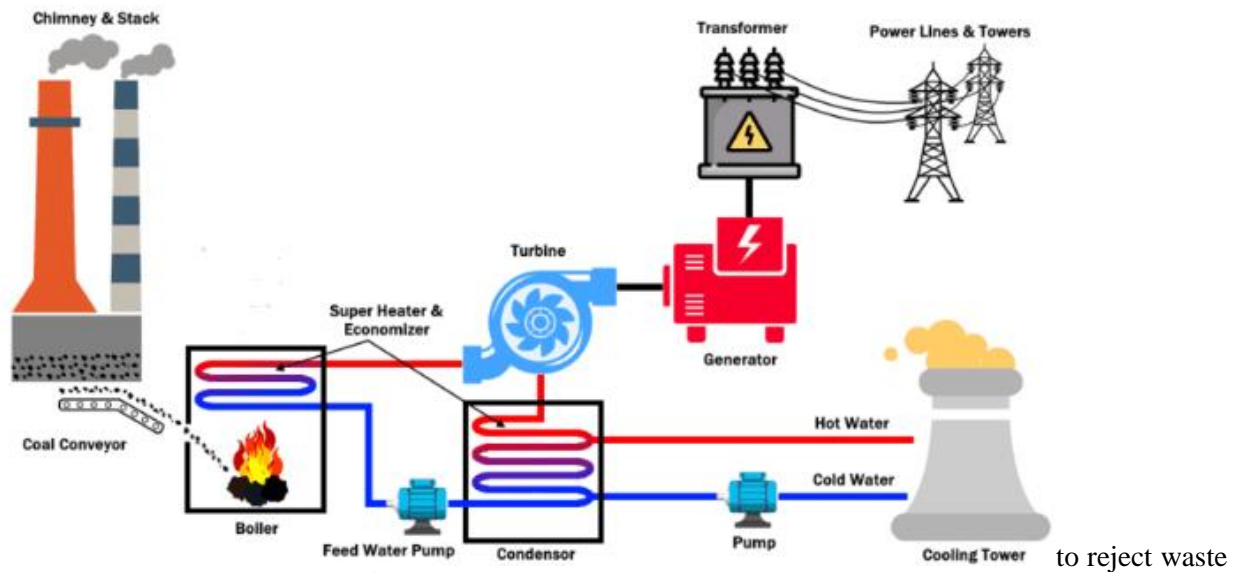 Chimney & Stack
Transformer
Power Lines & Towers
Turbine
Super Heater &
Economizer
Generator
Coal Conveyor
Hot Water
Cold Water
Boiler
Feed Water Pump
Condensor
Pump
Cooling Tower
to reject waste